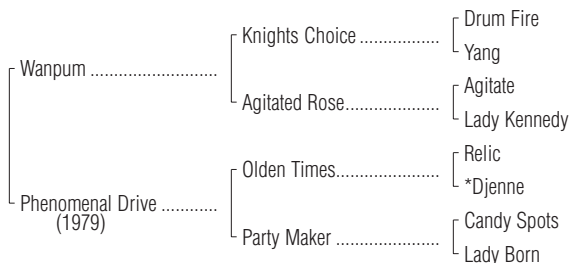 Drum Fire
Knights Choice .................
Yang
Wanpum ...........................
Agitate
Agitated Rose....................
Lady Kennedy
Relic
Olden Times......................
*Djenne
Phenomenal Drive ............
(1979)
Candy Spots
Party Maker ......................
Lady Born